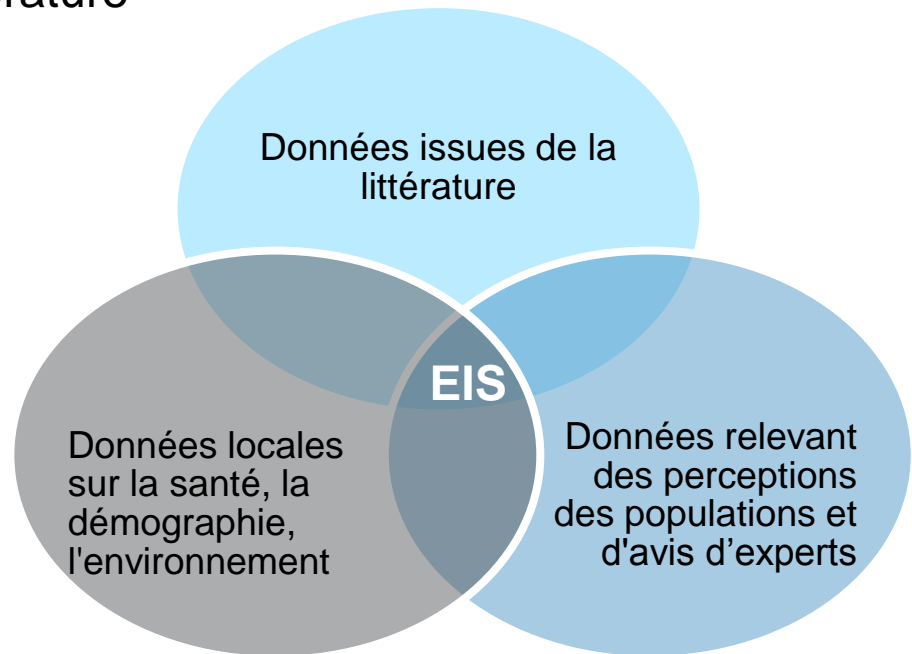 Données issues de la
littérature
EIS
Données locales
sur la santé, la
démographie,
l'environnement
Données relevant
des perceptions
des populations et
d'avis d’experts